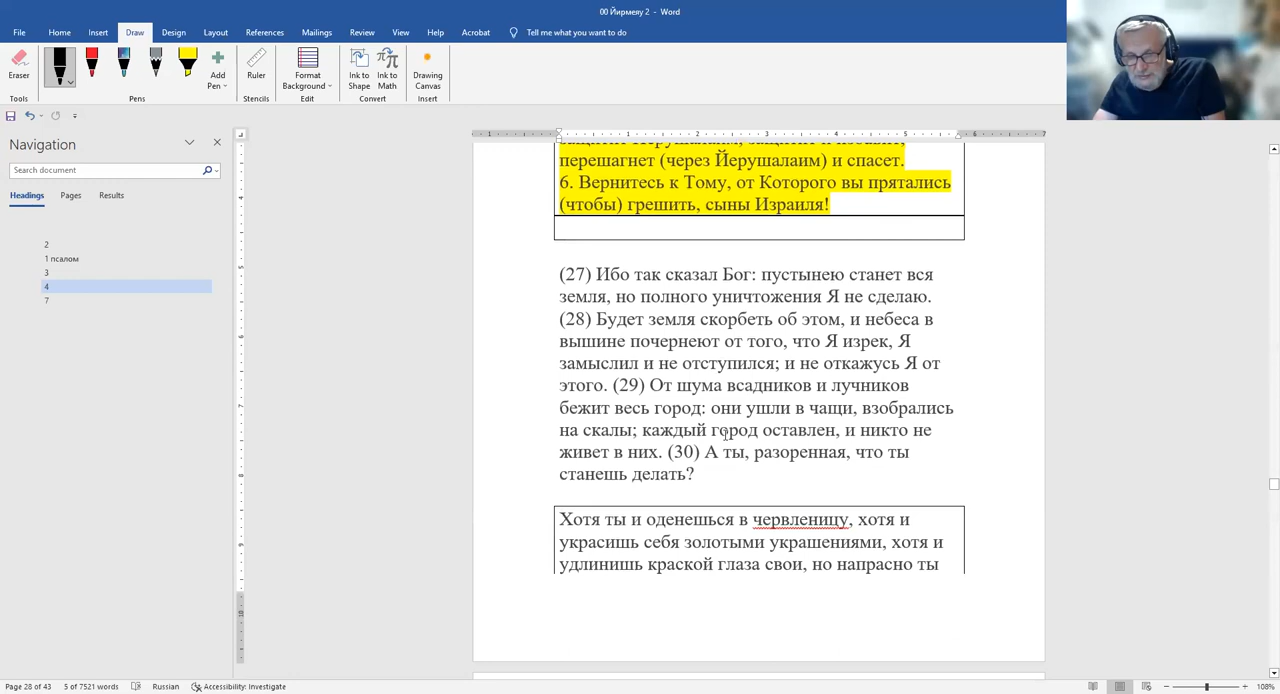 00 Йирмеяу 2 - Word
File Home Insert Draw Design Layout References Mailings Review View Help Acrobat Tell me what you want to do
Eraser Add Pen Ruler Format Background Ink to Shape Ink to Math Drawing Canvas
Tools Pens Stencils Edit Convert Insert
Navigation
Search document
Headings Pages Results
2
1 псалом
3
4
7
1 1 2 3 4 5 7
перешагнет (через Йерушалаим) и спасет.
6. Вернитесь к Тому, от Которого вы прятались
(чтобы) грешить, сыны Израиля!
(27) Ибо так сказал Бог: пустынею станет вся
земля, но полного уничтожения Я не сделаю.
(28) Будет земля скорбеть об этом, и небеса в
вышине почернеют от того, что Я изрек, Я
замыслил и не отступился; и не откажусь Я от
этого. (29) От шума всадников и лучников
бежит весь город: они ушли в чащи, взобрались
на скалы; каждый город оставлен, и никто не
живет в них. (30) А ты, разоренная, что ты
станешь делать?
Хотя ты и оденешься в червленицу, хотя и
украсишь себя золотыми украшениями, хотя и
удлинишь краской глаза свои, но напрасно ты
Page 28 of 43 5 of 7521 words Russian Accessibility: Investigate 108%